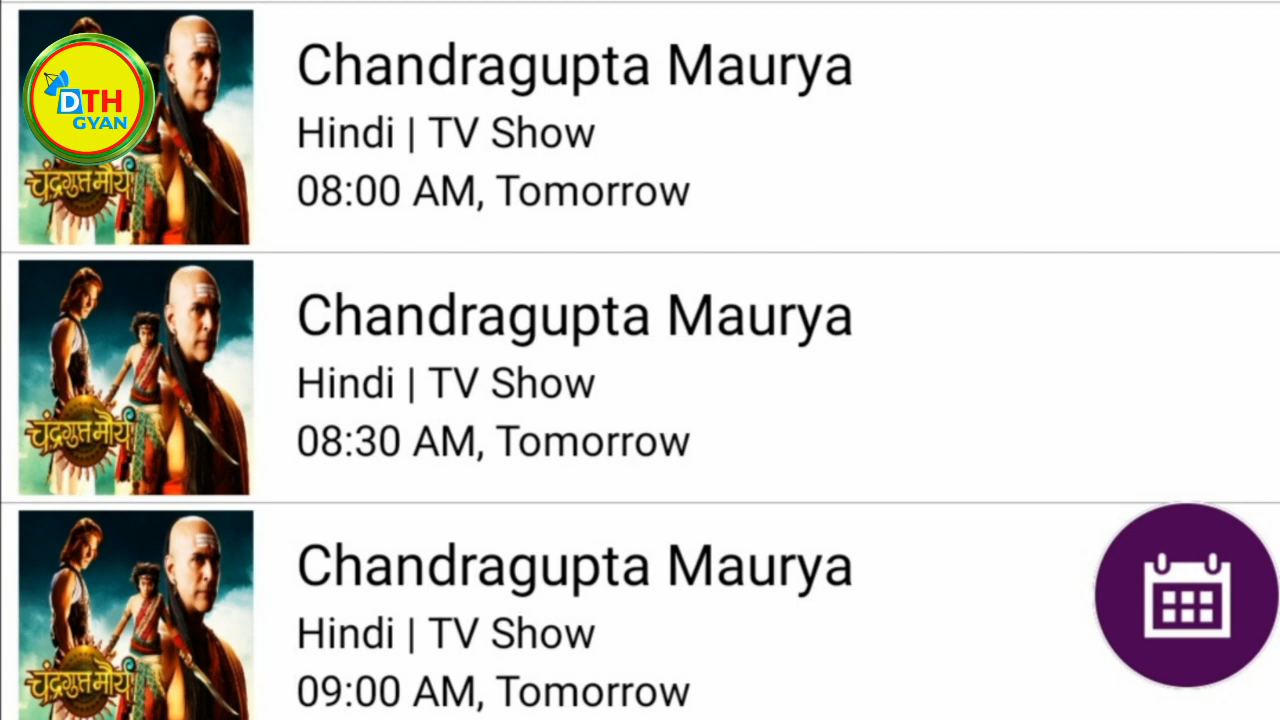 DTH
GYAN
चंद्रगुप्त मौर्य
Chandragupta Maurya
Hindi | TV Show
08:00 AM, Tomorrow
चंद्रगुप्त मौर्य
Chandragupta Maurya
Hindi | TV Show
08:30 AM, Tomorrow
चंद्रगुप्त मौर्य
Chandragupta Maurya
Hindi | TV Show
09:00 AM, Tomorrow